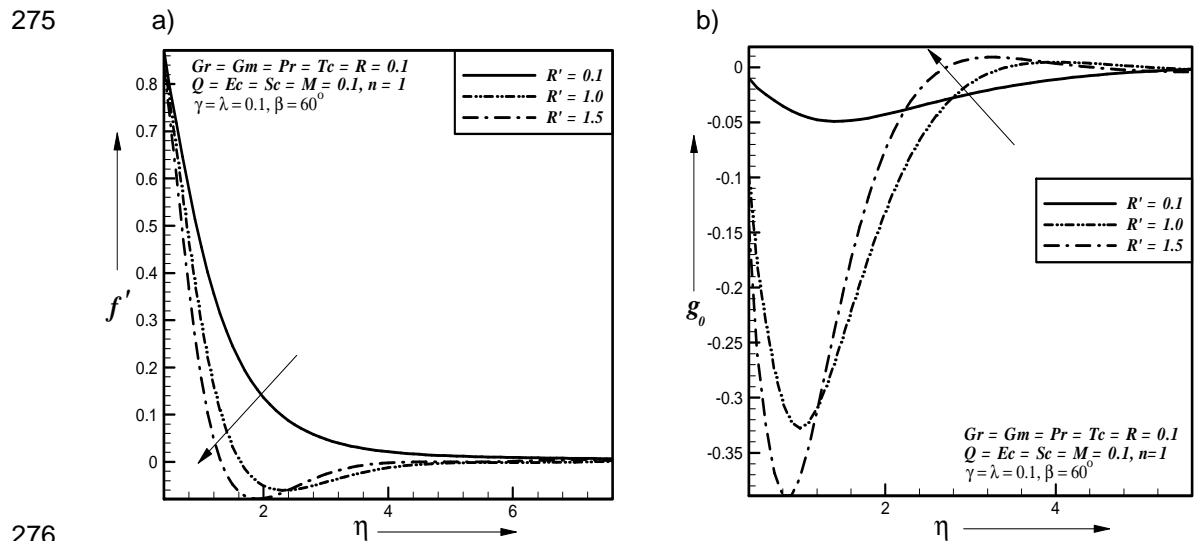 275
a)
b)
Gr = Gm = Pr = Tc = R = 0.1
Q = Ec = Sc = M = 0.1, n = 1
γ = λ = 0.1, β = 60°
R' = 0.1
R' = 1.0
R' = 1.5
0.8
0.7
0.6
0.5
0.4
0.3
0.2
0.1
0
f '
2
4
6
η
0
-0.05
-0.1
-0.15
-0.2
-0.25
-0.3
-0.35
g₀
R' = 0.1
R' = 1.0
R' = 1.5
Gr = Gm = Pr = Tc = R = 0.1
Q = Ec = Sc = M = 0.1, n=1
γ = λ = 0.1, β = 60°
2
4
η
276